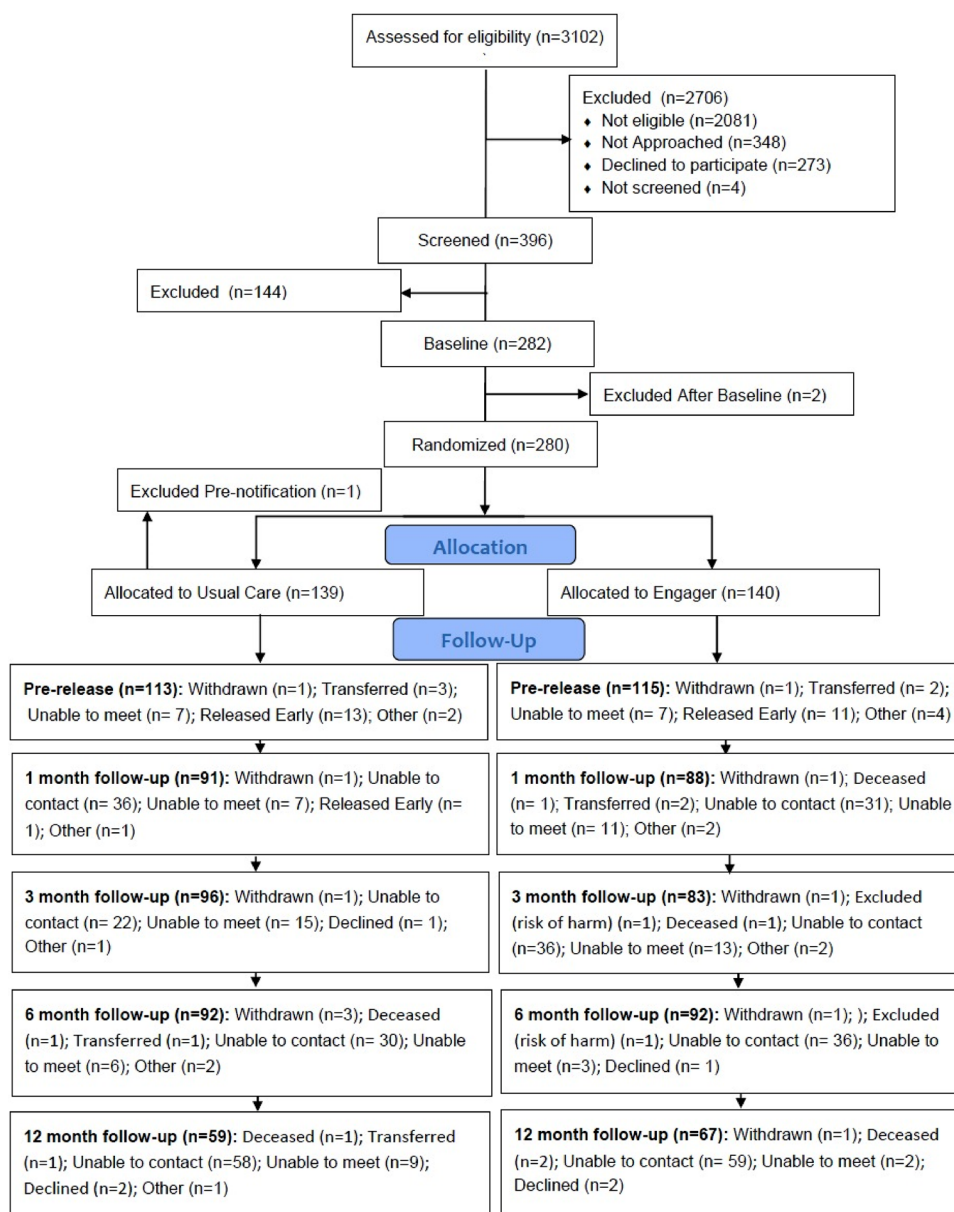 Assessed for eligibility (n=3102)
Excluded (n=2706)
♦ Not eligible (n=2081)
♦ Not Approached (n=348)
♦ Declined to participate (n=273)
♦ Not screened (n=4)
Screened (n=396)
Excluded (n=144)
Baseline (n=282)
Excluded After Baseline (n=2)
Randomized (n=280)
Excluded Pre-notification (n=1)
Allocation
Allocated to Usual Care (n=139)
Allocated to Engager (n=140)
Follow-Up
Pre-release (n=113): Withdrawn (n=1); Transferred (n=3);
Unable to meet (n= 7); Released Early (n=13); Other (n=2)
Pre-release (n=115): Withdrawn (n=1); Transferred (n= 2);
Unable to meet (n= 7); Released Early (n= 11); Other (n=4)
1 month follow-up (n=91): Withdrawn (n=1); Unable to
contact (n= 36); Unable to meet (n= 7); Released Early (n=
1); Other (n=1)
1 month follow-up (n=88): Withdrawn (n=1); Deceased
(n= 1); Transferred (n=2); Unable to contact (n=31); Unable
to meet (n= 11); Other (n=2)
3 month follow-up (n=96): Withdrawn (n=1); Unable to
contact (n= 22); Unable to meet (n= 15); Declined (n= 1);
Other (n=1)
3 month follow-up (n=83): Withdrawn (n=1); Excluded
(risk of harm) (n=1); Deceased (n=1); Unable to contact
(n=36); Unable to meet (n=13); Other (n=2)
6 month follow-up (n=92): Withdrawn (n=3); Deceased
(n=1); Transferred (n=1); Unable to contact (n= 30); Unable
to meet (n=6); Other (n=2)
6 month follow-up (n=92): Withdrawn (n=1); ); Excluded
(risk of harm) (n=1); Unable to contact (n= 36); Unable to
meet (n=3); Declined (n= 1)
12 month follow-up (n=59): Deceased (n=1); Transferred
(n=1); Unable to contact (n=58); Unable to meet (n=9);
Declined (n=2); Other (n=1)
12 month follow-up (n=67): Withdrawn (n=1); Deceased
(n=2); Unable to contact (n= 59); Unable to meet (n=2);
Declined (n=2)